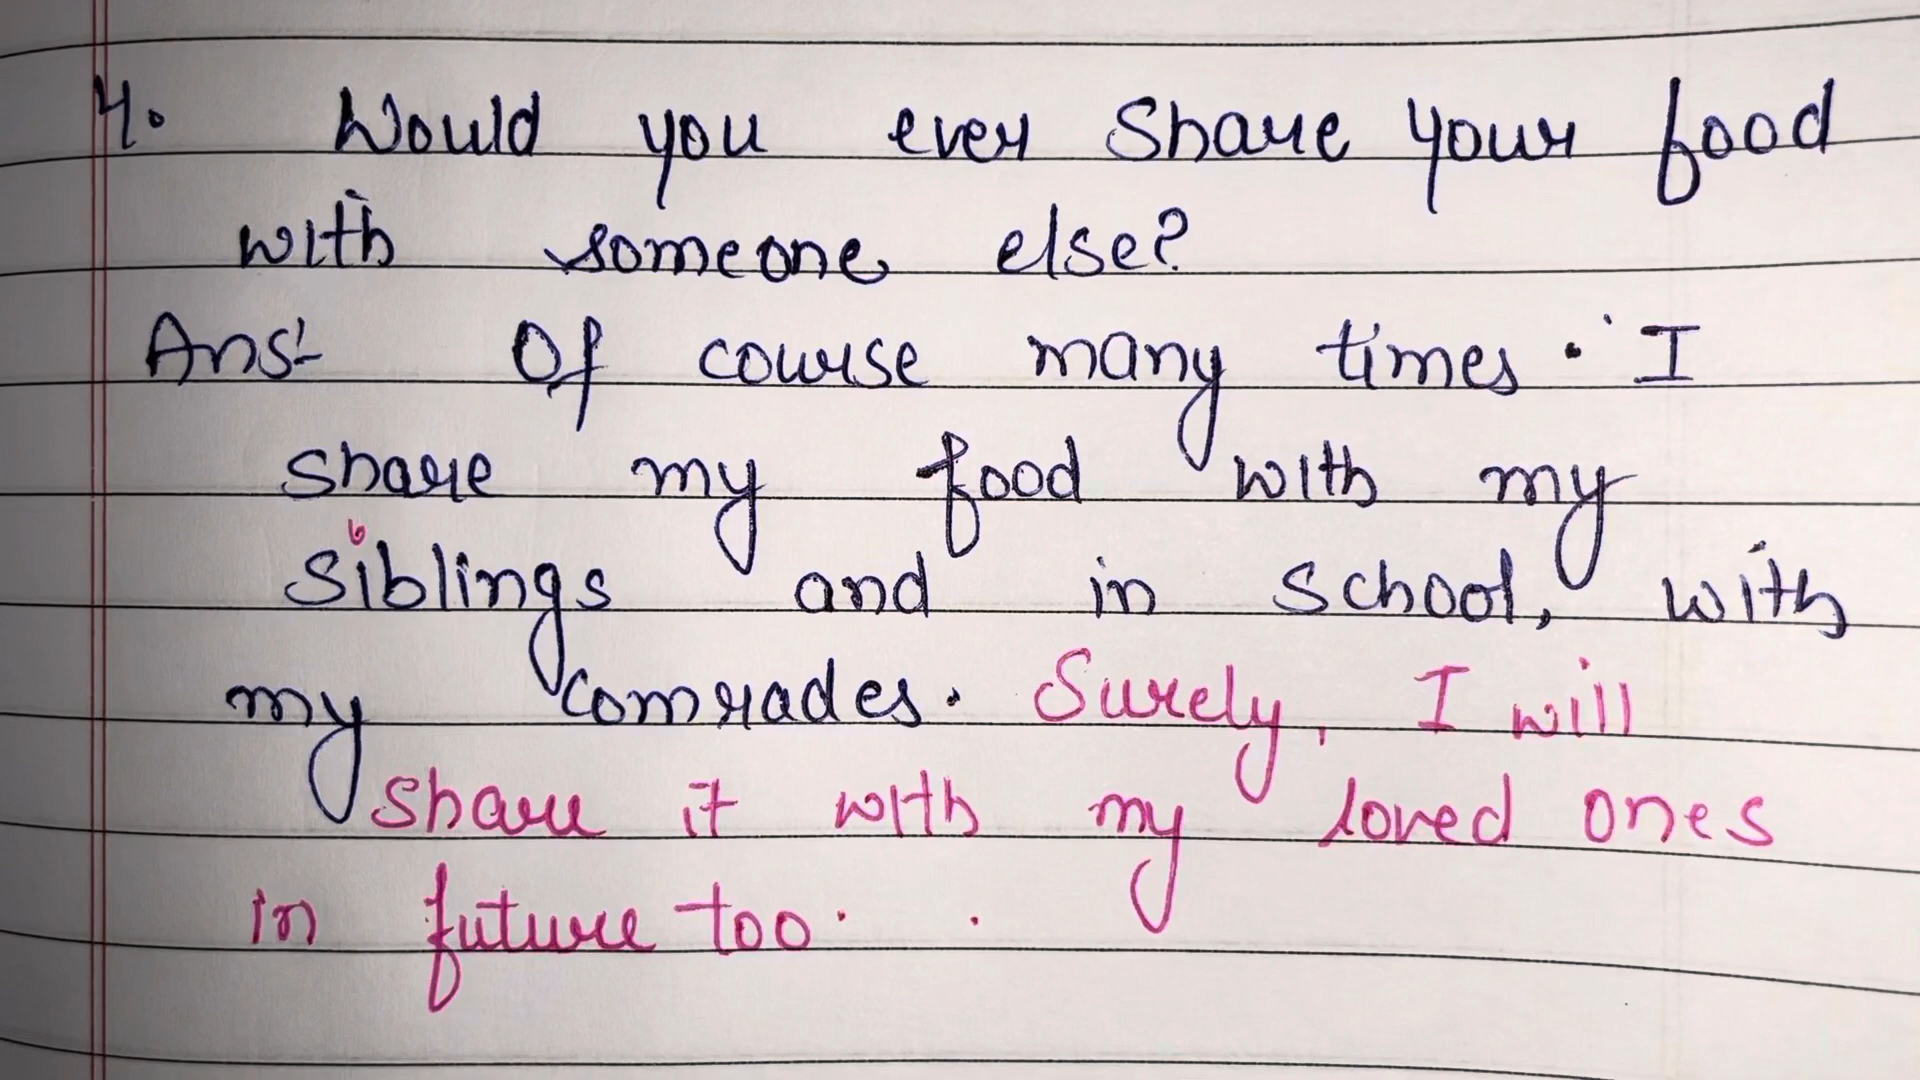 4. Would you ever share your food
with someone else?
Ans:- Of course many times. I
share my food with my
siblings and in school, with
my comrades. Surely, I will
share it with my loved ones
in future too.